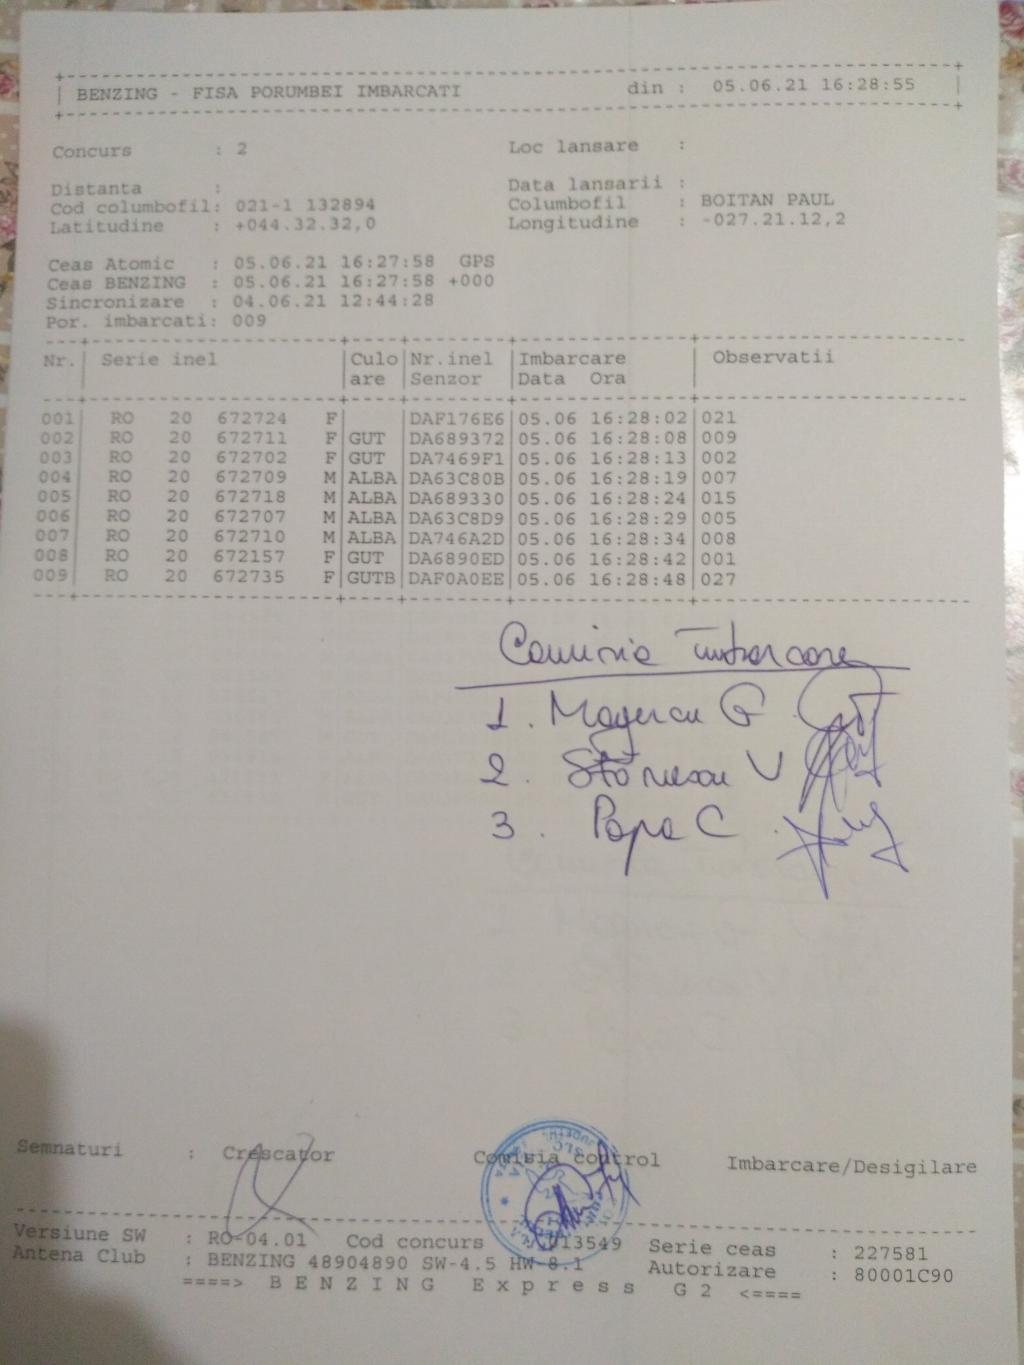 BENZING - FISA PORUMBEI IMBARCATI din : 05.06.21 16:28:55
Concurs : 2 Loc lansare :
Distanta : Data lansarii :
Cod columbofil: 021-1 132894 Columbofil : BOITAN PAUL
Latitudine : +044.32.32,0 Longitudine : -027.21.12,2
Ceas Atomic : 05.06.21 16:27:58 GPS
Ceas BENZING : 05.06.21 16:27:58 +000
Sincronizare : 04.06.21 12:44:28
Por. imbarcati: 009
Nr. Serie inel Culo Nr.inel Imbarcare Observatii
are Senzor Data Ora
001 RO 20 672724 F DAF176E6 05.06 16:28:02 021
002 RO 20 672711 F GUT DA689372 05.06 16:28:08 009
003 RO 20 672702 F GUT DA7469F1 05.06 16:28:13 002
004 RO 20 672709 M ALBA DA63C80B 05.06 16:28:19 007
005 RO 20 672718 M ALBA DA689330 05.06 16:28:24 015
006 RO 20 672707 M ALBA DA63C8D9 05.06 16:28:29 005
007 RO 20 672710 M ALBA DA746A2D 05.06 16:28:34 008
008 RO 20 672157 F GUT DA6890ED 05.06 16:28:42 001
009 RO 20 672735 F GUTB DAF0A0EE 05.06 16:28:48 027
Comisia îmbarcare
1. G
2. Stănescu V
3. Popa C.
Semnaturi : Crescator Comisia control Imbarcare/Desigilare
Versiune SW : RO-04.01 Cod concurs 013549 Serie ceas : 227581
Antena Club : BENZING 48904890 SW-4.5 HW-8.1 Autorizare : 80001C90
====> B E N Z I N G E x p r e s s G 2 <====